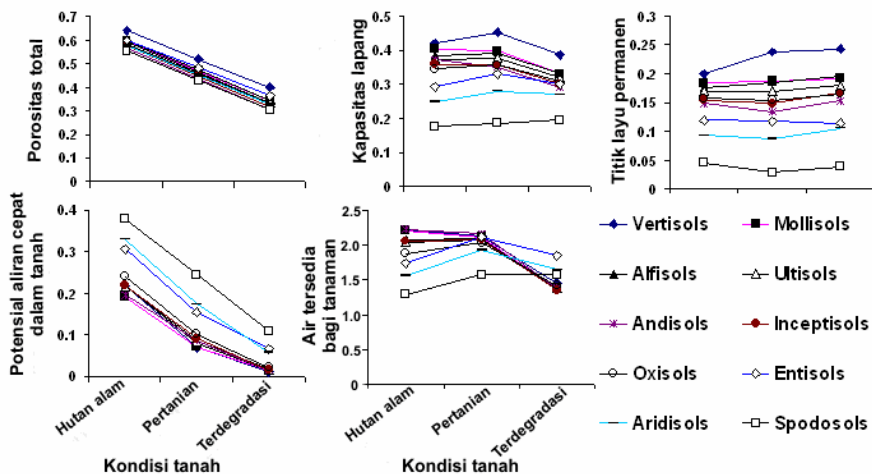 Porositas total
0.7
0.6
0.5
0.4
0.3
0.2
0.1
0
Kapasitas lapang
0.5
0.4
0.3
0.2
0.1
0
Titik layu permanen
0.3
0.25
0.2
0.15
0.1
0.05
0
Potensial aliran cepat
dalam tanah
0.4
0.3
0.2
0.1
0
Hutan alam
Pertanian
Terdegradasi
Kondisi tanah
Air tersedia
bagi tanaman
2.5
2.0
1.5
1.0
0.5
0.0
Hutan alam
Pertanian
Terdegradasi
Kondisi tanah
Vertisols
Mollisols
Alfisols
Ultisols
Andisols
Inceptisols
Oxisols
Entisols
Aridisols
Spodosols